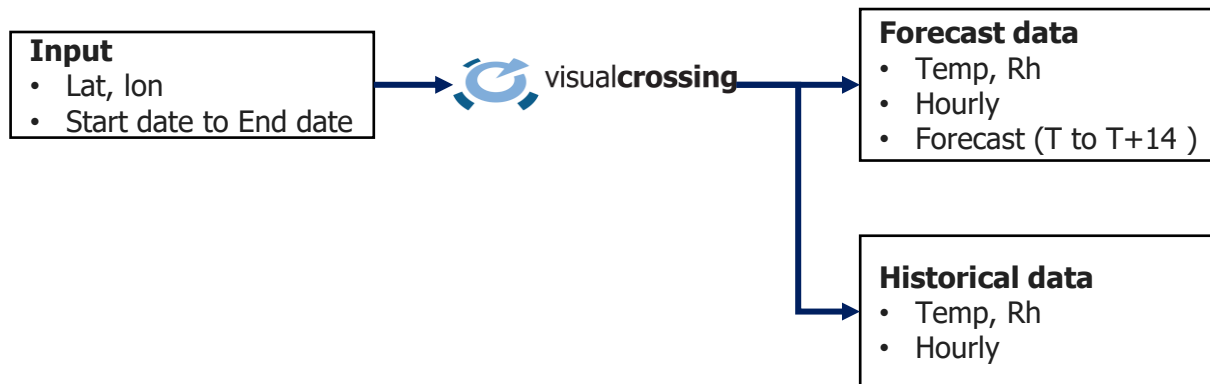 Input
• Lat, lon
• Start date to End date
visualcrossing
Forecast data
• Temp, Rh
• Hourly
• Forecast (T to T+14 )
Historical data
• Temp, Rh
• Hourly